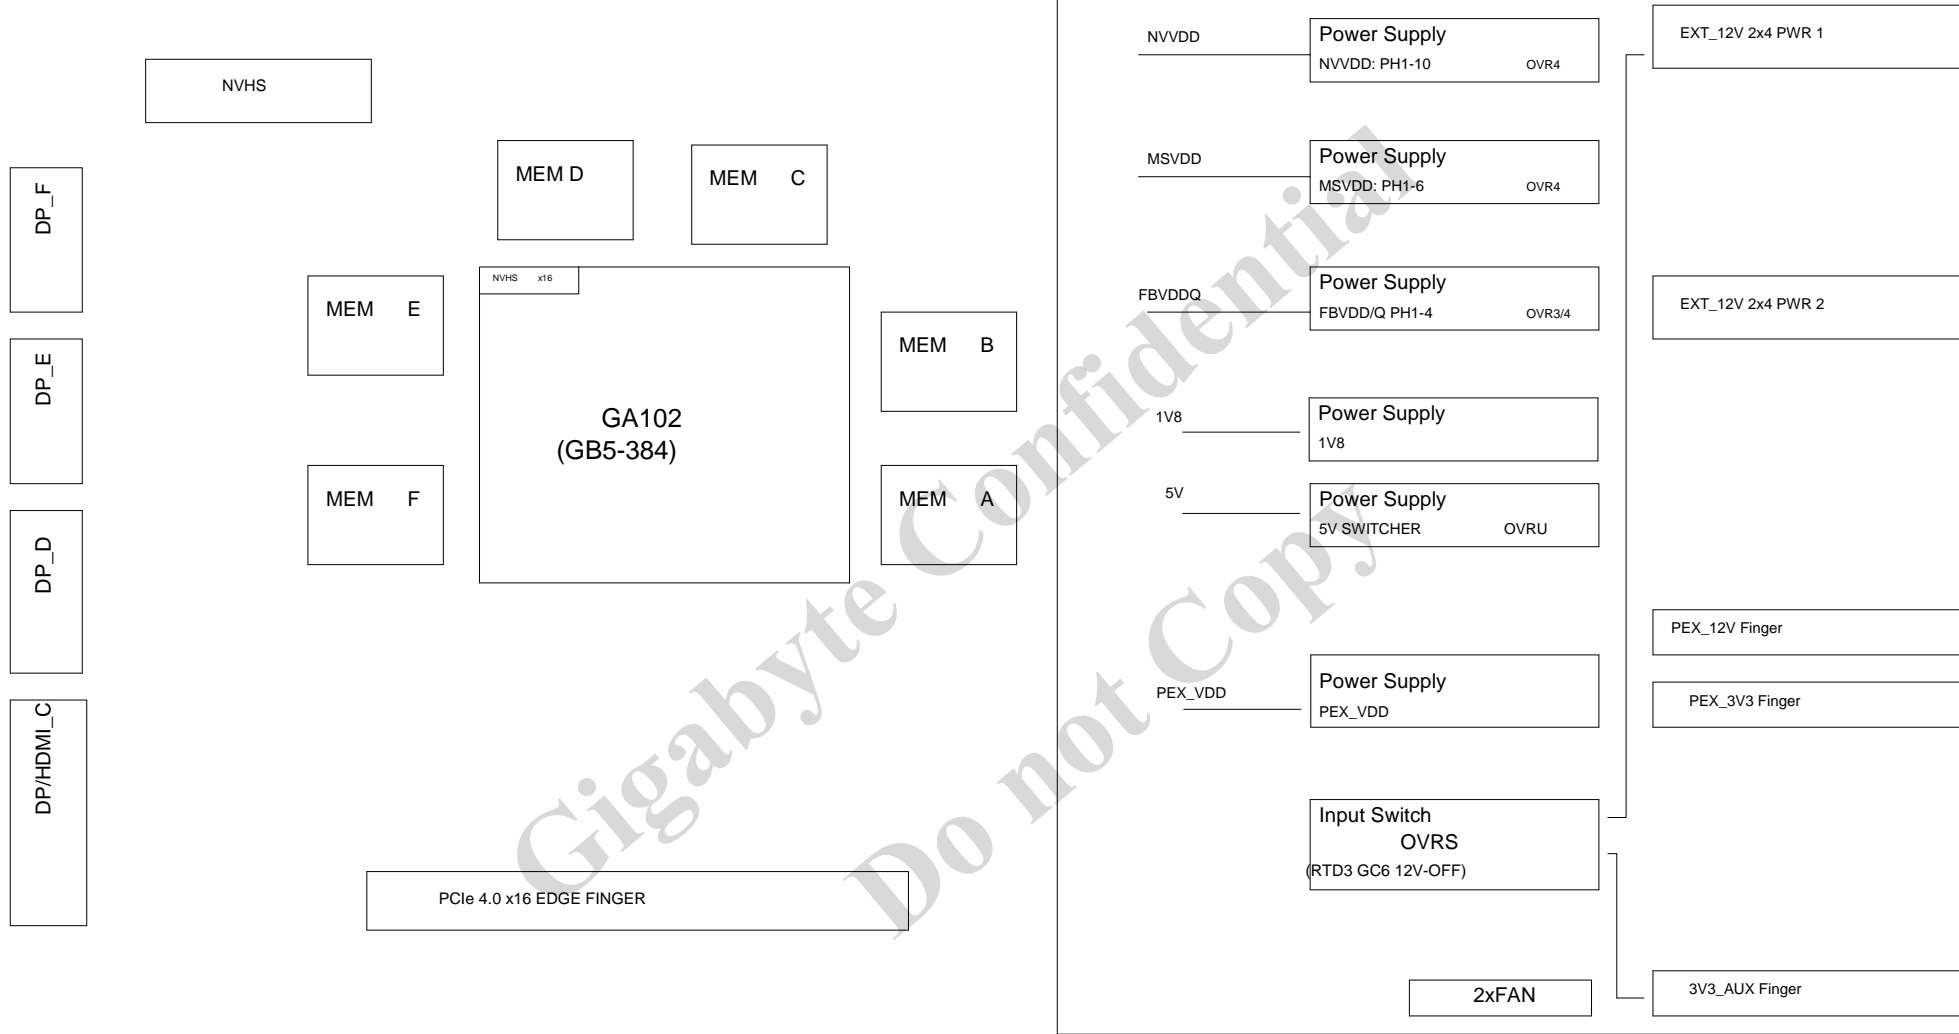 NVHS
DP_F
DP_E
DP_D
DP/HDMI_C
MEM D
MEM C
MEM E
MEM B
MEM F
MEM A
NVHS x16
GA102
(GB5-384)
PCIe 4.0 x16 EDGE FINGER
NVVDD
Power Supply
NVVDD: PH1-10 OVR4
MSVDD
Power Supply
MSVDD: PH1-6 OVR4
FBVDDQ
Power Supply
FBVDD/Q PH1-4 OVR3/4
1V8
Power Supply
1V8
5V
Power Supply
5V SWITCHER OVRU
PEX_VDD
Power Supply
PEX_VDD
Input Switch
OVRS
(RTD3 GC6 12V-OFF)
2xFAN
EXT_12V 2x4 PWR 1
EXT_12V 2x4 PWR 2
PEX_12V Finger
PEX_3V3 Finger
3V3_AUX Finger
Gigabyte Confidential
Do not Copy